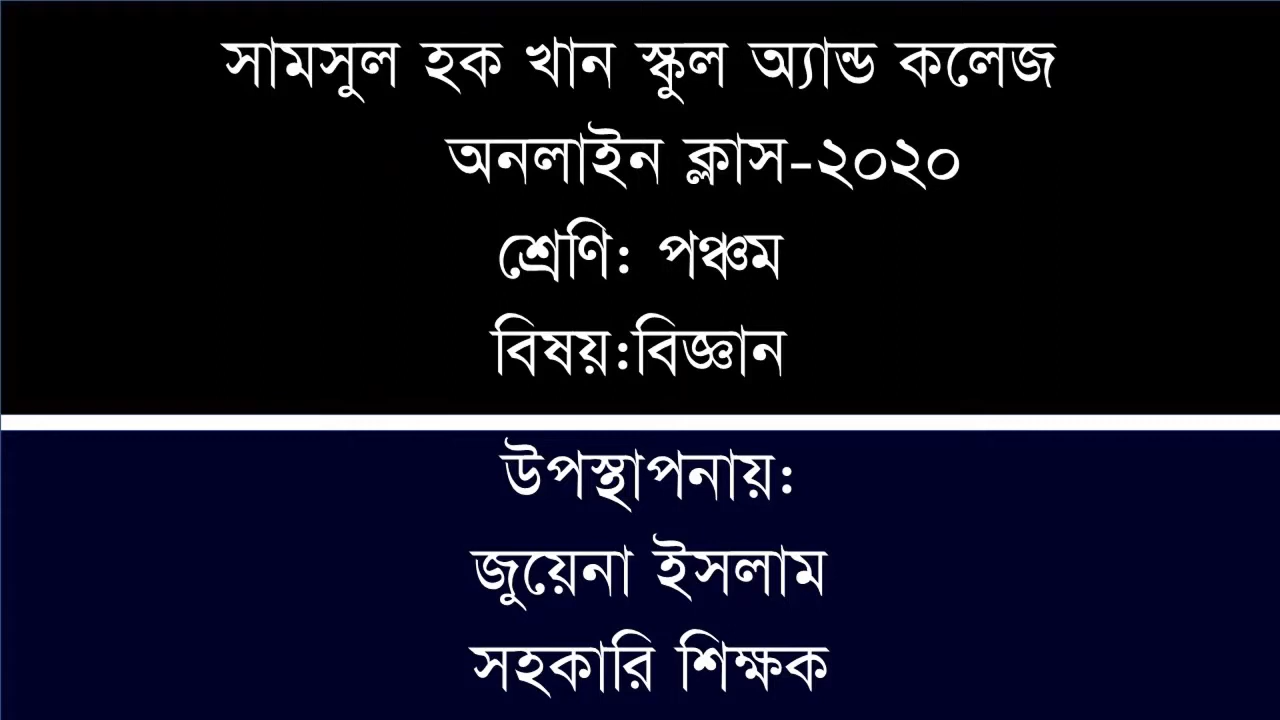 সামসুল হক খান স্কুল অ্যান্ড কলেজ
অনলাইন ক্লাস-২০২০
শ্রেণি: পঞ্চম
বিষয়:বিজ্ঞান
উপস্থাপনায়:
জুয়েনা ইসলাম
সহকারি শিক্ষক